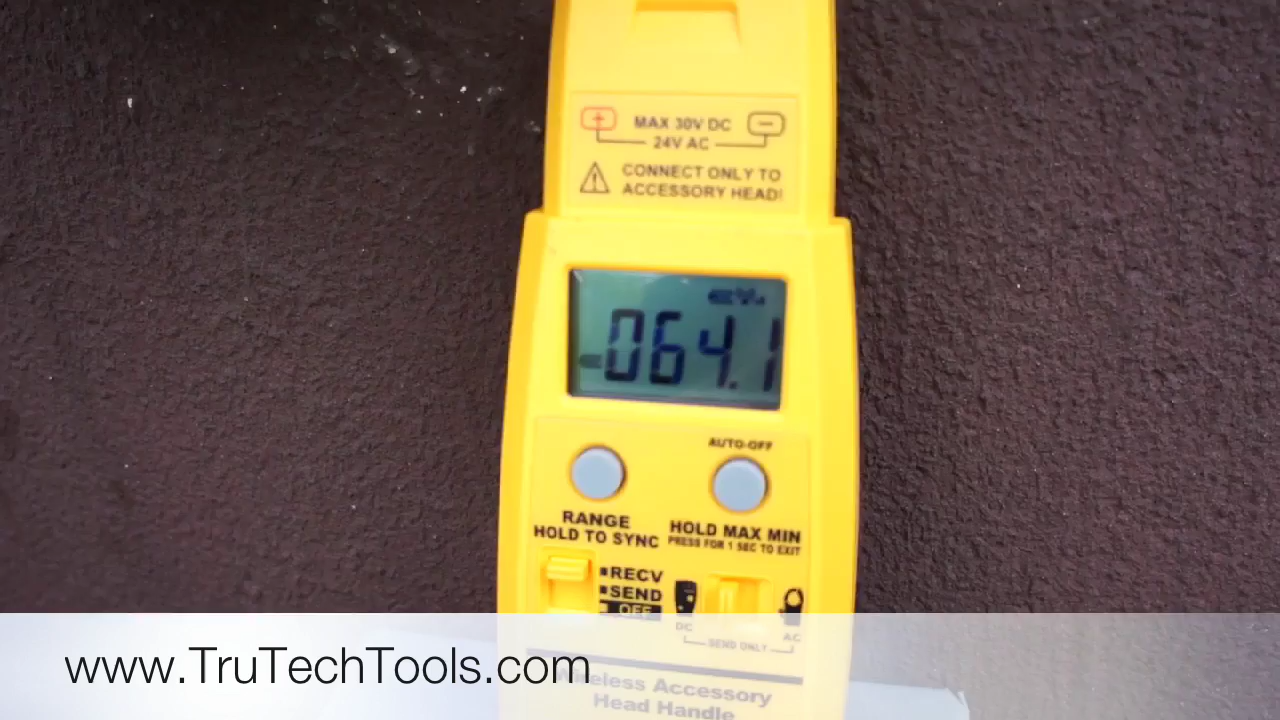 + MAX 30V DC −
24V AC
CONNECT ONLY TO
ACCESSORY HEAD!
064.1
AUTO-OFF
RANGE
HOLD TO SYNC
HOLD MAX MIN
PRESS FOR 1 SEC TO EXIT
RECV
SEND
OFF
DC
AC
SEND ONLY
www.TruTechTools.com
Wireless Accessory
Head Handle